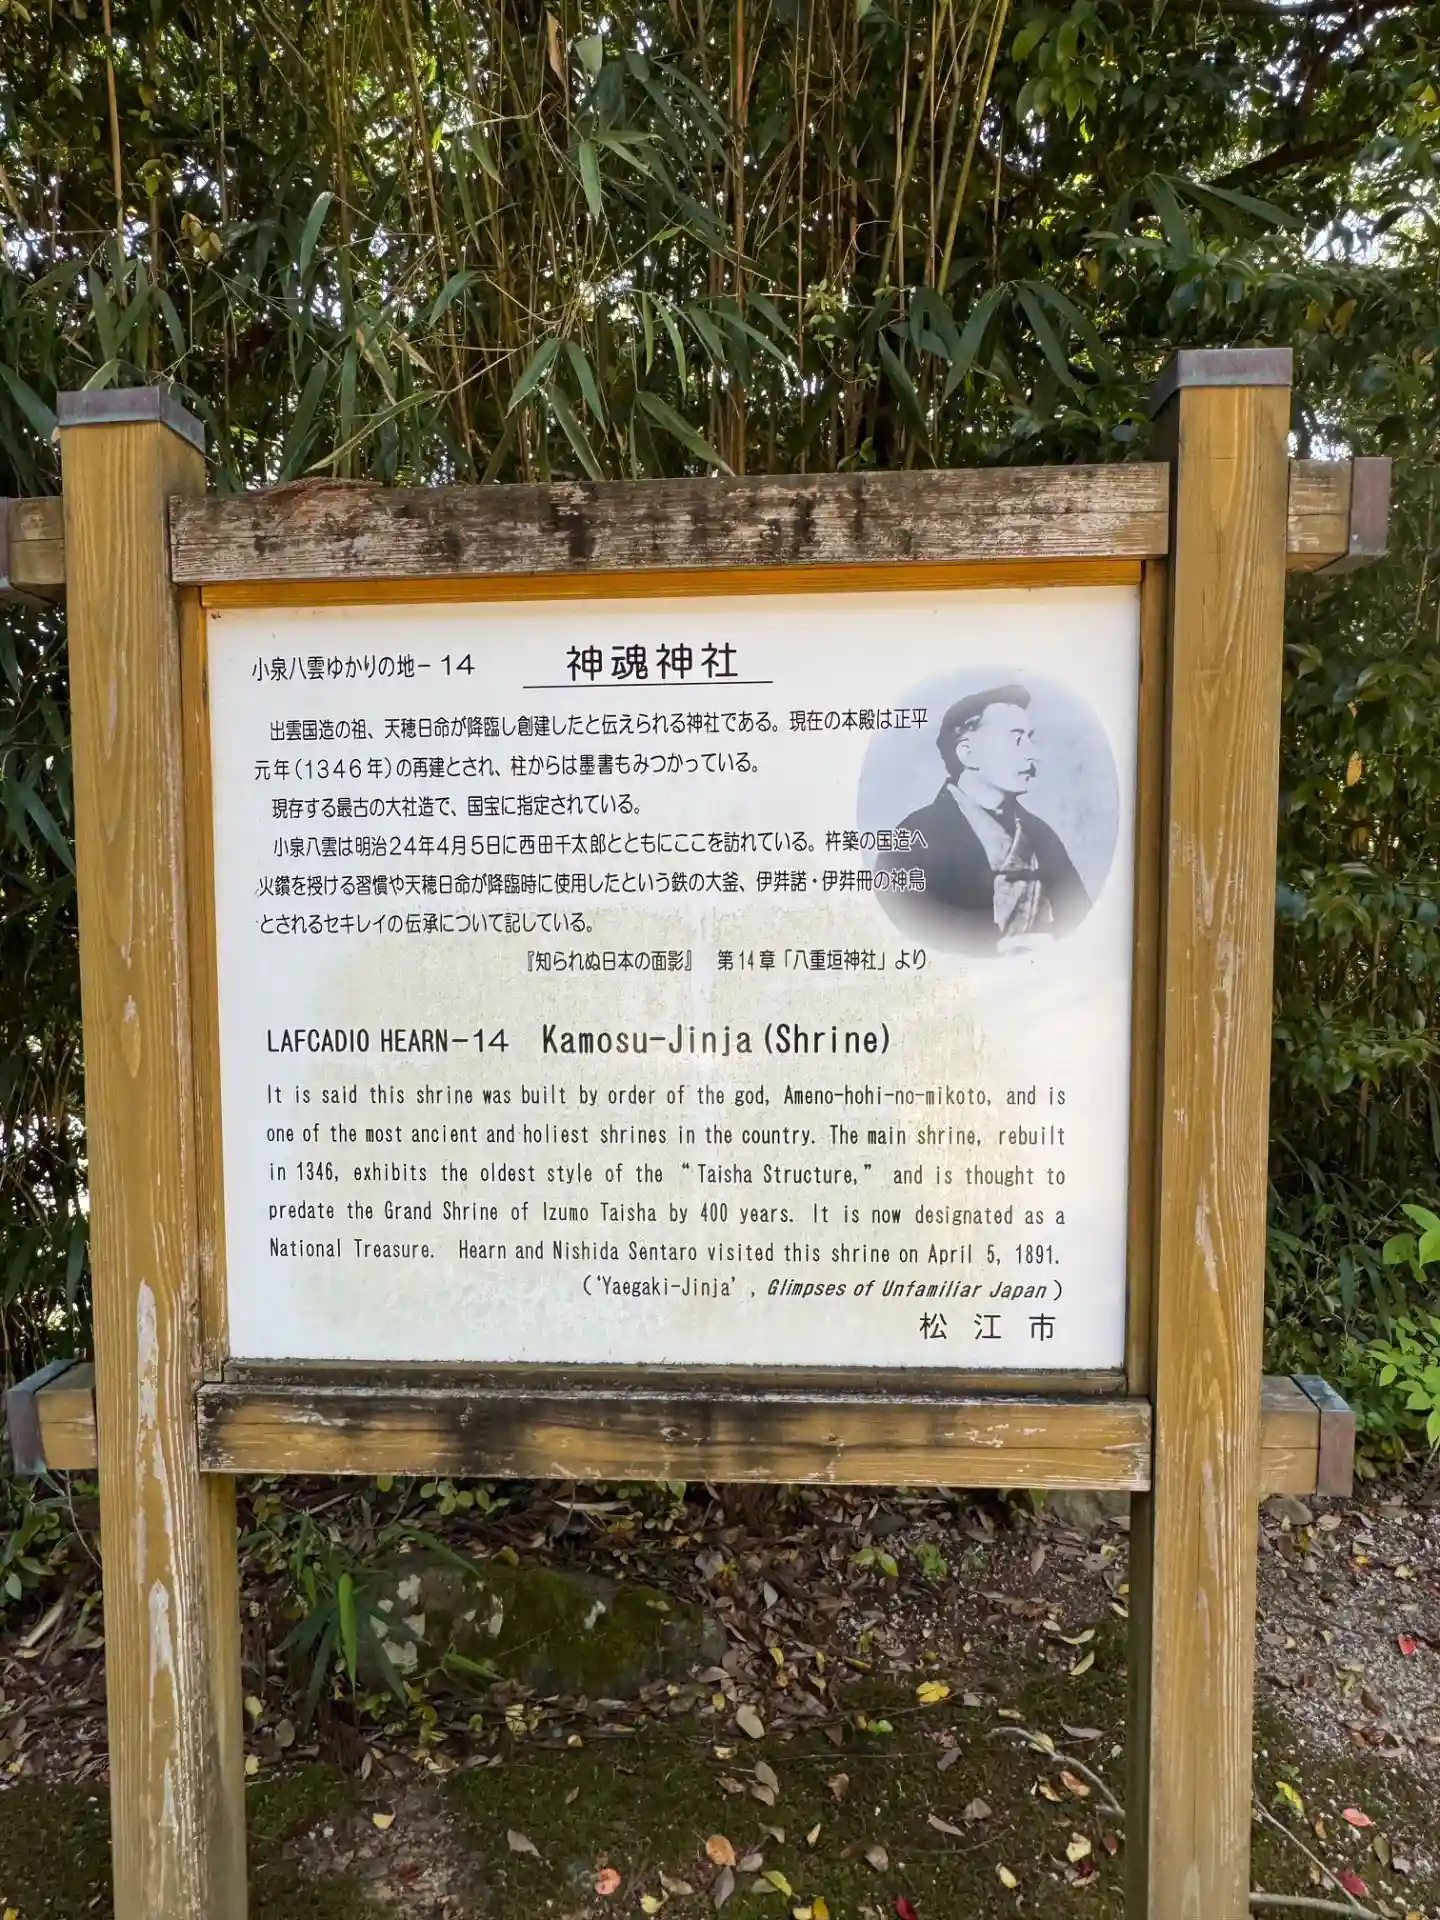 小泉八雲ゆかりの地-14 神魂神社
出雲国造の祖、天穂日命が降臨し創建したと伝えられる神社である。現在の本殿は正平
元年(1346年)の再建とされ、柱からは墨書もみつかっている。
現存する最古の大社造で、国宝に指定されている。
小泉八雲は明治24年4月5日に西田千太郎とともにここを訪れている。杵築の国造へ
火鑽を授ける習慣や天穂日命が降臨時に使用したという鉄の大釜、伊弉諾・伊弉冊の神鳥
とされるセキレイの伝承について記している。
『知られぬ日本の面影』 第14章「八重垣神社」より
LAFCADIO HEARN-14 Kamosu-Jinja(Shrine)
It is said this shrine was built by order of the god, Ameno-hohi-no-mikoto, and is
one of the most ancient and holiest shrines in the country. The main shrine, rebuilt
in 1346, exhibits the oldest style of the “Taisha Structure,” and is thought to
predate the Grand Shrine of Izumo Taisha by 400 years. It is now designated as a
National Treasure. Hearn and Nishida Sentaro visited this shrine on April 5, 1891.
(‘Yaegaki-Jinja’, Glimpses of Unfamiliar Japan)
松江市